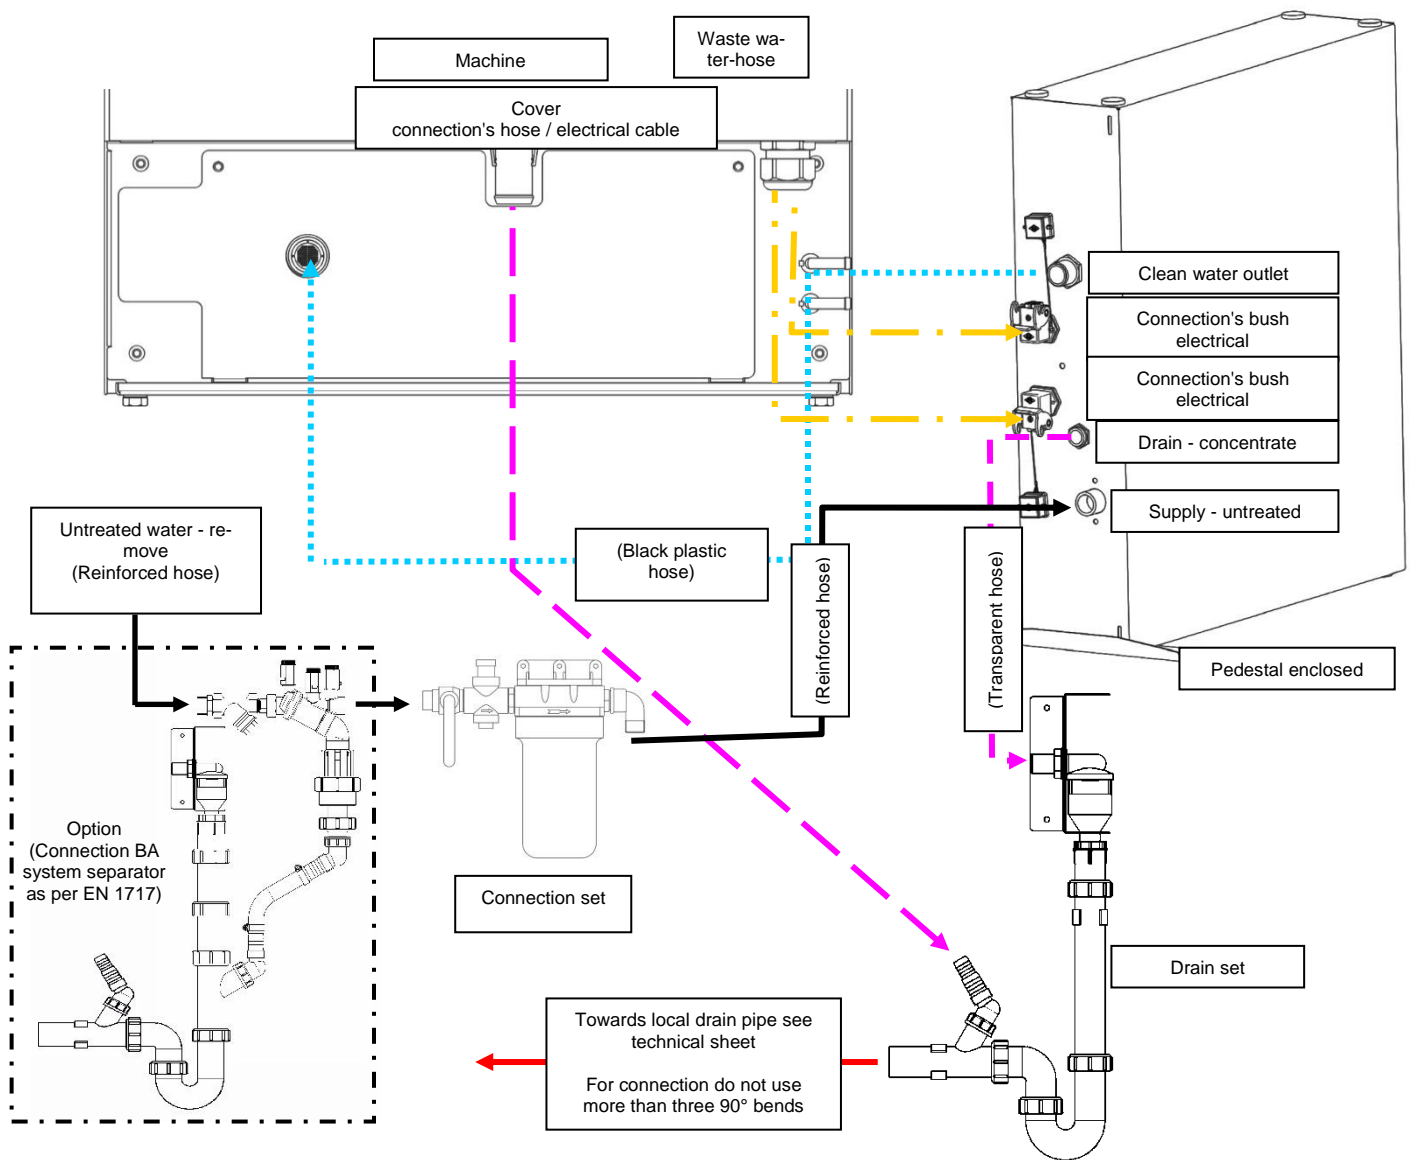 Waste wa-
ter-hose
Machine
Cover
connection's hose / electrical cable
Clean water outlet
Connection's bush
electrical
Connection's bush
electrical
Drain - concentrate
Supply - untreated
Untreated water - re-
move
(Reinforced hose)
(Black plastic
hose)
(Reinforced hose)
(Transparent hose)
Pedestal enclosed
Option
(Connection BA
system separator
as per EN 1717)
Connection set
Drain set
Towards local drain pipe see
technical sheet
For connection do not use
more than three 90° bends